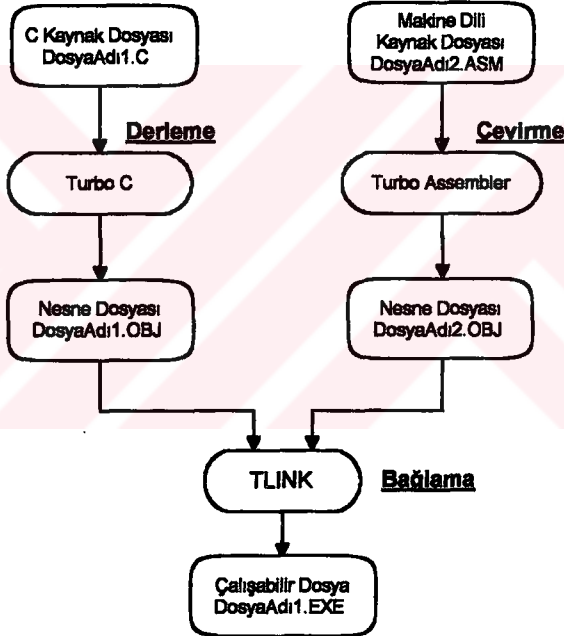 C Kaynak Dosyası
DosyaAdı1.C
Makine Dili
Kaynak Dosyası
DosyaAdı2.ASM
Derleme
Çevirme
Turbo C
Turbo Assembler
Nesne Dosyası
DosyaAdı1.OBJ
Nesne Dosyası
DosyaAdı2.OBJ
TLINK
Bağlama
Çalışabilir Dosya
DosyaAdı1.EXE